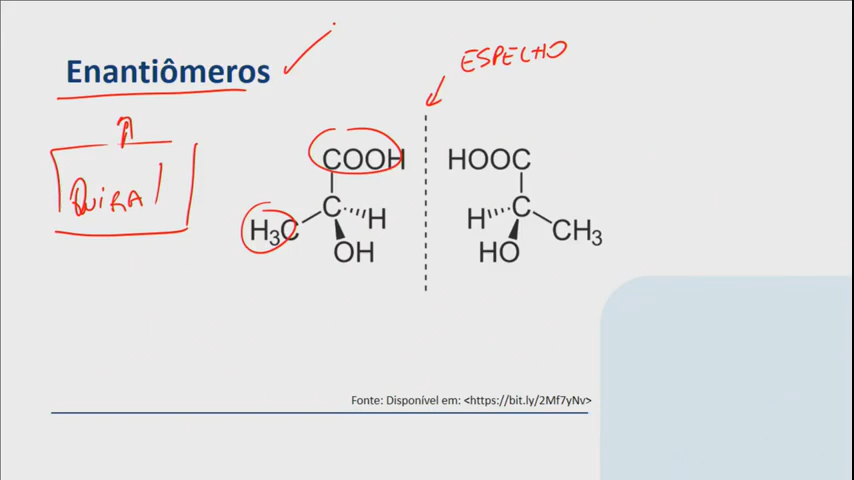 Enantiômeros
ESPELHO
QUIRAL
COOH
HOOC
C
H
H
C
H₃C
CH₃
OH
HO
Fonte: Disponível em: <https://bit.ly/2Mf7yNv>